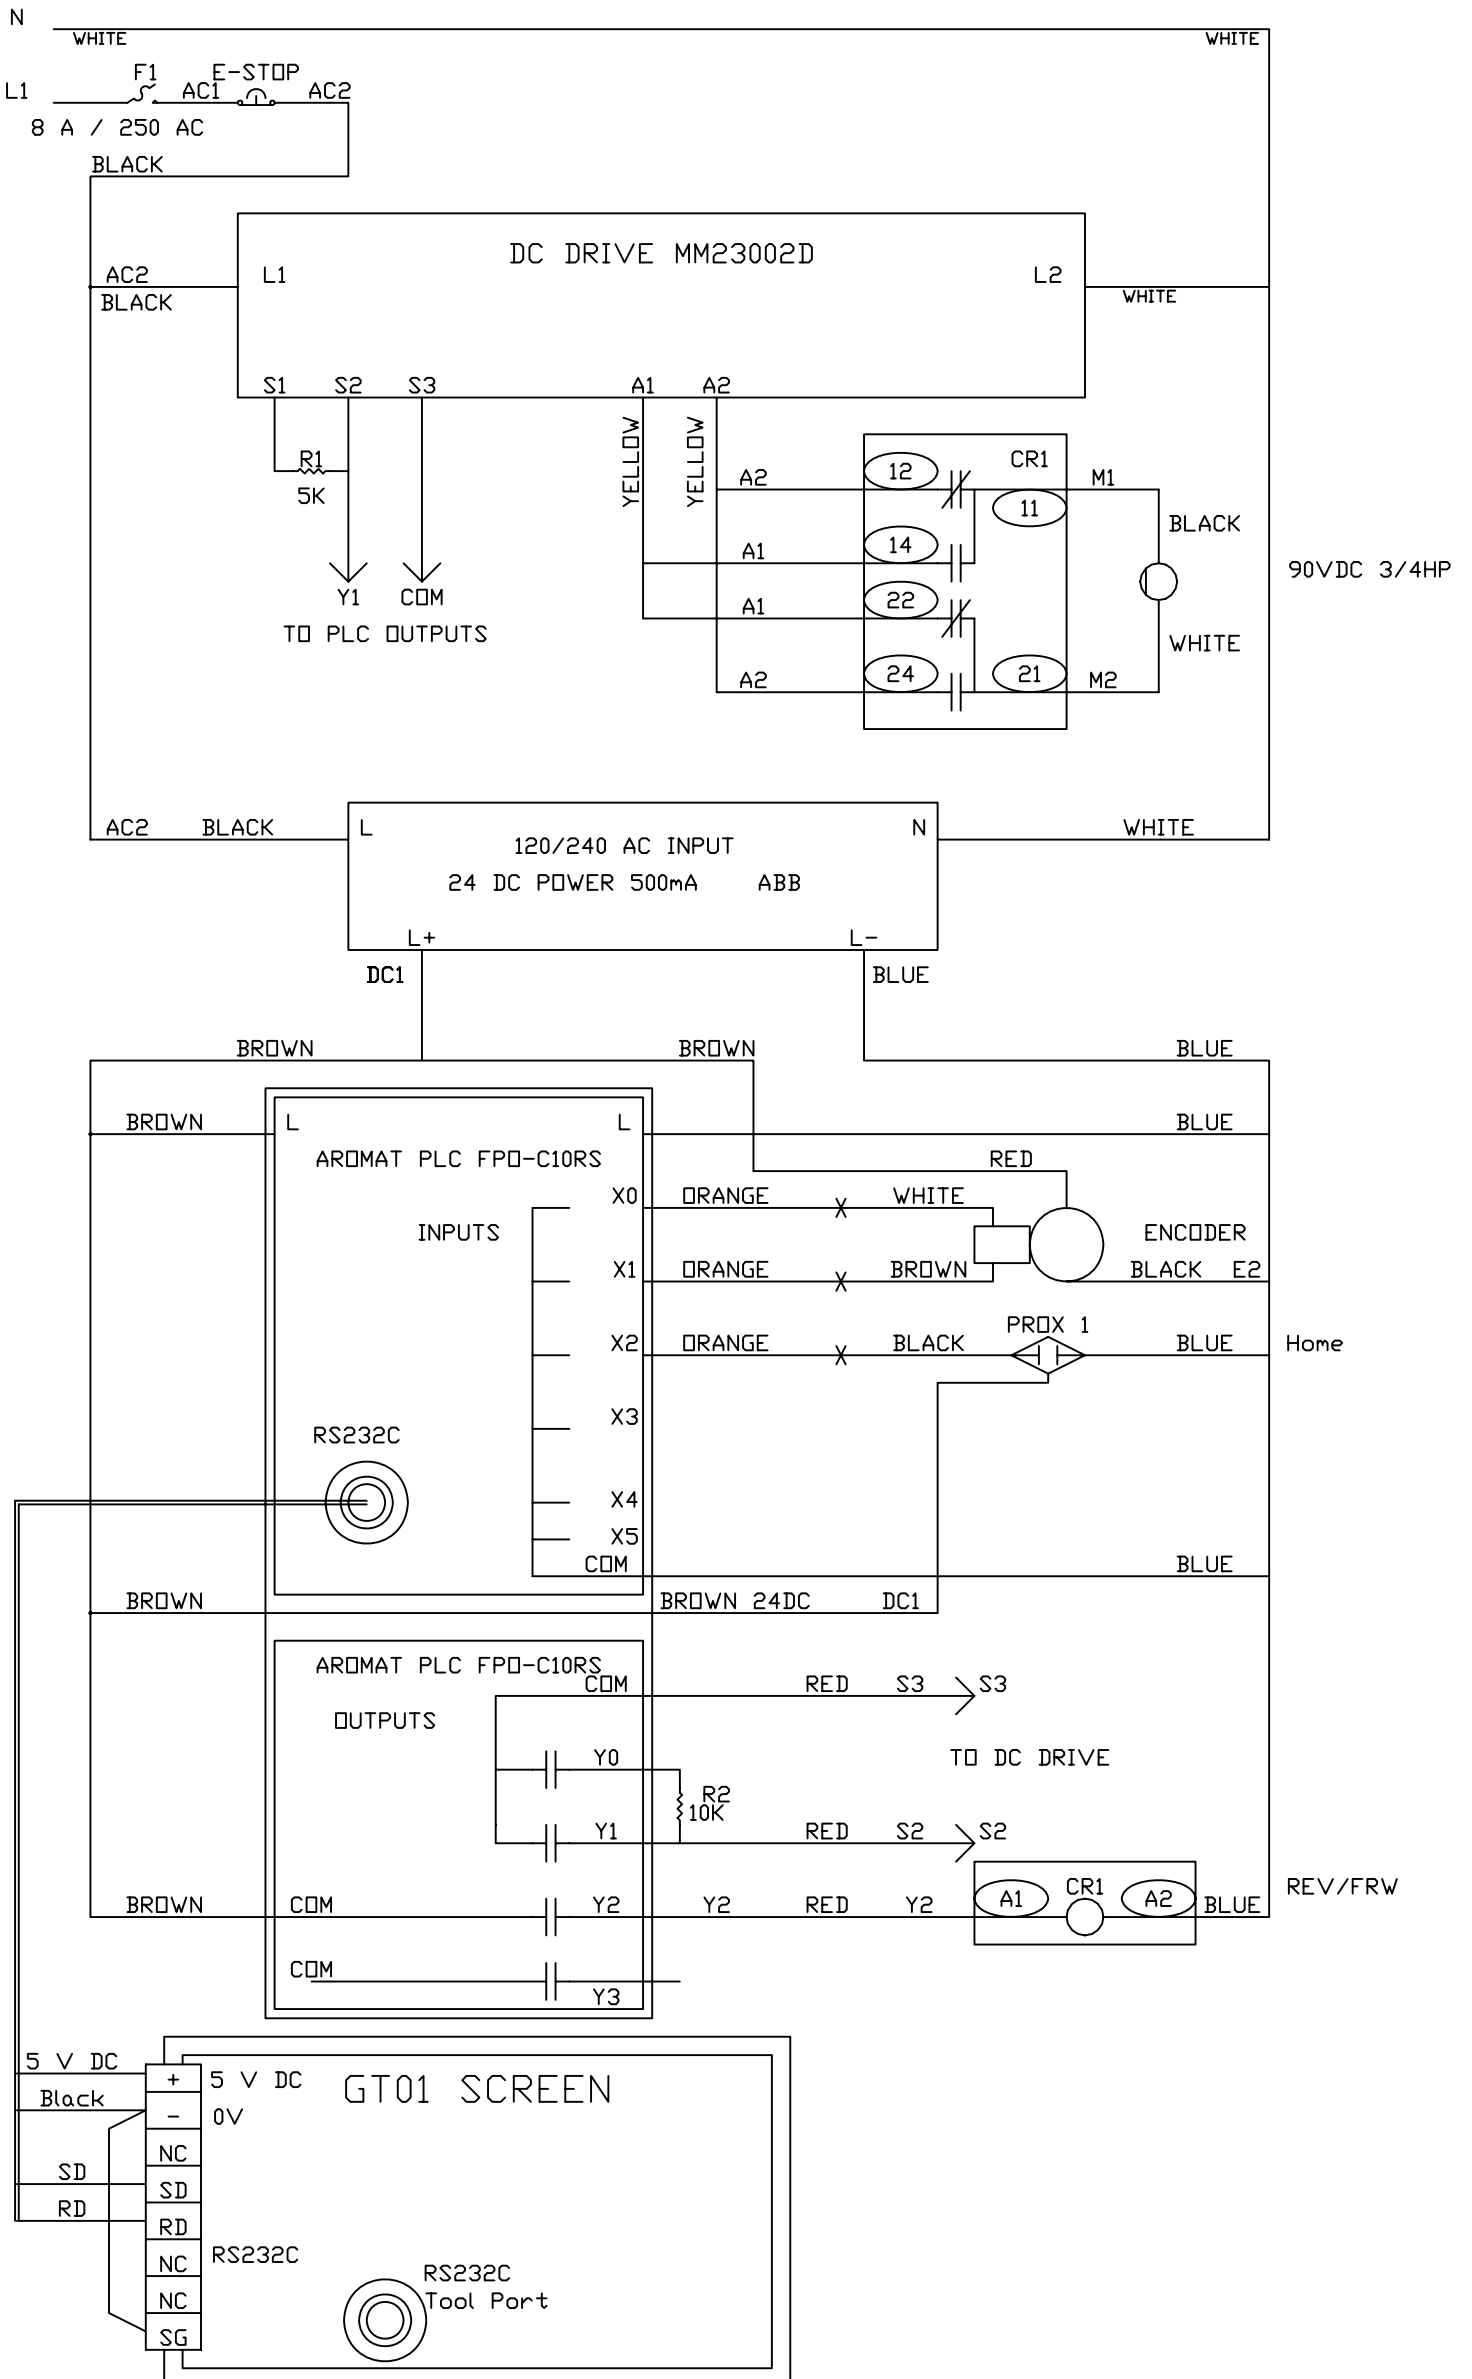 N
WHITE WHITE
F1 E-STOP
L1 AC1 AC2
8 A / 250 AC
BLACK
DC DRIVE MM23002D
AC2 L1 L2
BLACK WHITE
S1 S2 S3 A1 A2
YELLOW YELLOW
R1 A2 12 CR1 M1
5K 11
BLACK
A1 14
90VDC 3/4HP
Y1 COM A1 22
TO PLC OUTPUTS WHITE
A2 24 21 M2
AC2 BLACK L N WHITE
120/240 AC INPUT
24 DC POWER 500mA ABB
L+ L-
DC1 BLUE
BROWN BROWN BLUE
BROWN L L BLUE
AROMAT PLC FPO-C10RS RED
X0 ORANGE WHITE
INPUTS ENCODER
X1 ORANGE BROWN BLACK E2
PROX 1
X2 ORANGE BLACK BLUE Home
X3
RS232C
X4
X5
COM BLUE
BROWN BROWN 24DC DC1
AROMAT PLC FPO-C10RS
COM RED S3 S3
OUTPUTS
Y0 TO DC DRIVE
R2
10K
Y1 RED S2 S2
CR1 REV/FRW
BROWN COM Y2 Y2 RED Y2 A1 A2 BLUE
COM
Y3
5 V DC + 5 V DC GT01 SCREEN
Black - 0V
NC
SD SD
RD RD
RS232C
NC RS232C
NC Tool Port
SG